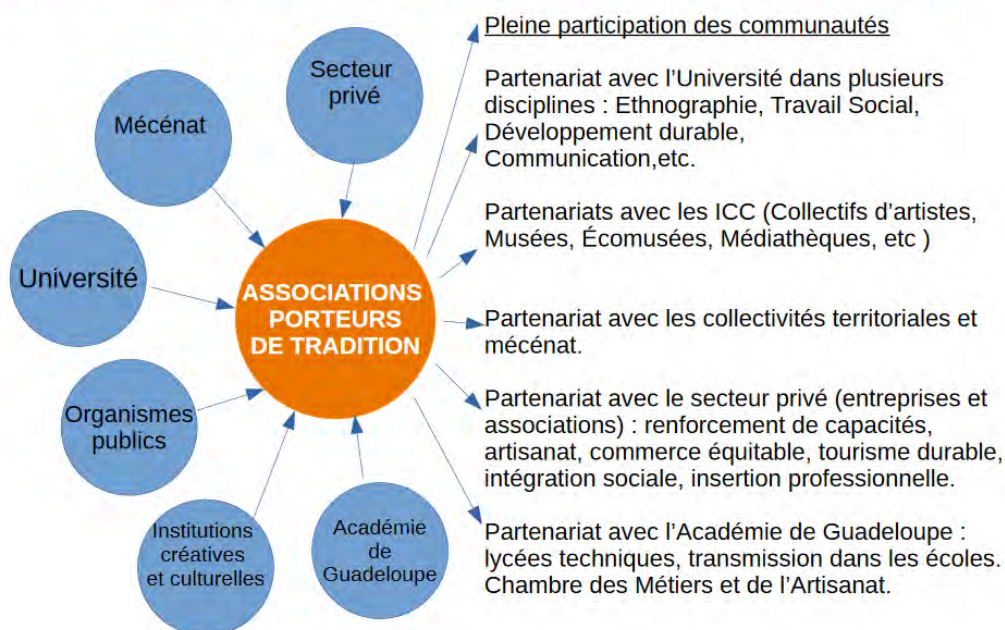 Secteur
privé
Mécénat
Université
Organismes
publics
Institutions
créatives
et culturelles
Académie
de
Guadeloupe
ASSOCIATIONS
PORTEURS
DE TRADITION
Pleine participation des communautés
Partenariat avec l’Université dans plusieurs
disciplines : Ethnographie, Travail Social,
Développement durable,
Communication,etc.
Partenariats avec les ICC (Collectifs d’artistes,
Musées, Écomusées, Médiathèques, etc )
Partenariat avec les collectivités territoriales et
mécénat.
Partenariat avec le secteur privé (entreprises et
associations) : renforcement de capacités,
artisanat, commerce équitable, tourisme durable,
intégration sociale, insertion professionnelle.
Partenariat avec l’Académie de Guadeloupe :
lycées techniques, transmission dans les écoles.
Chambre des Métiers et de l’Artisanat.